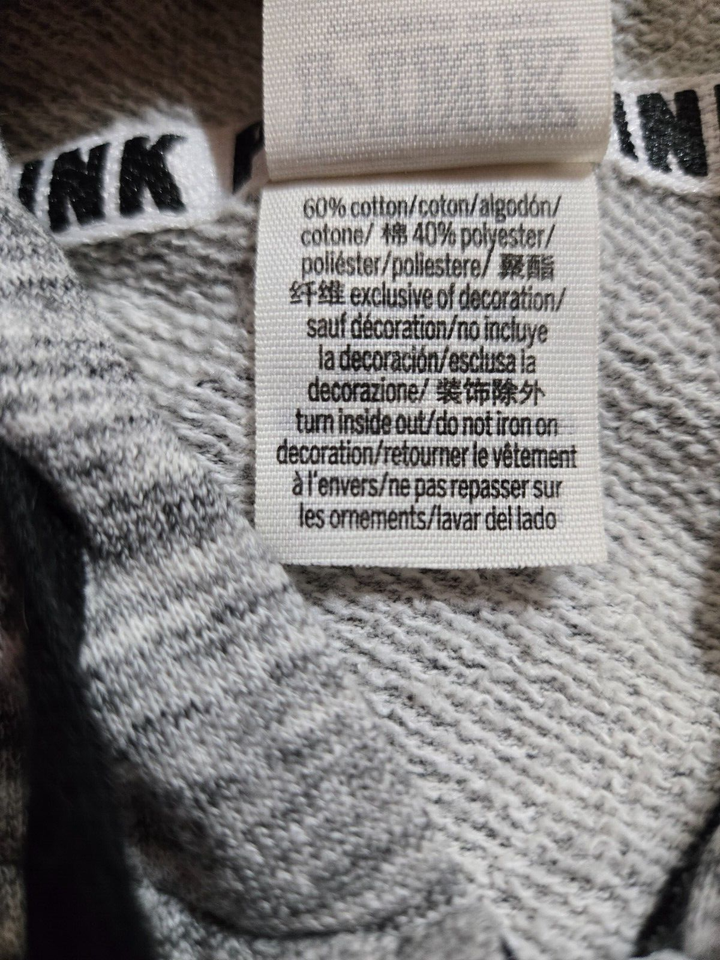 INK
INK
60% cotton/coton/algodón/
cotone/ 棉 40% polyester/
poliéster/poliestere/ 聚酯
纤维 exclusive of decoration/
sauf décoration/no incluye
la decoración/esclusa la
decorazione/ 装饰除外
turn inside out/do not iron on
decoration/retourner le vêtement
à l'envers/ne pas repasser sur
les ornements/lavar del lado